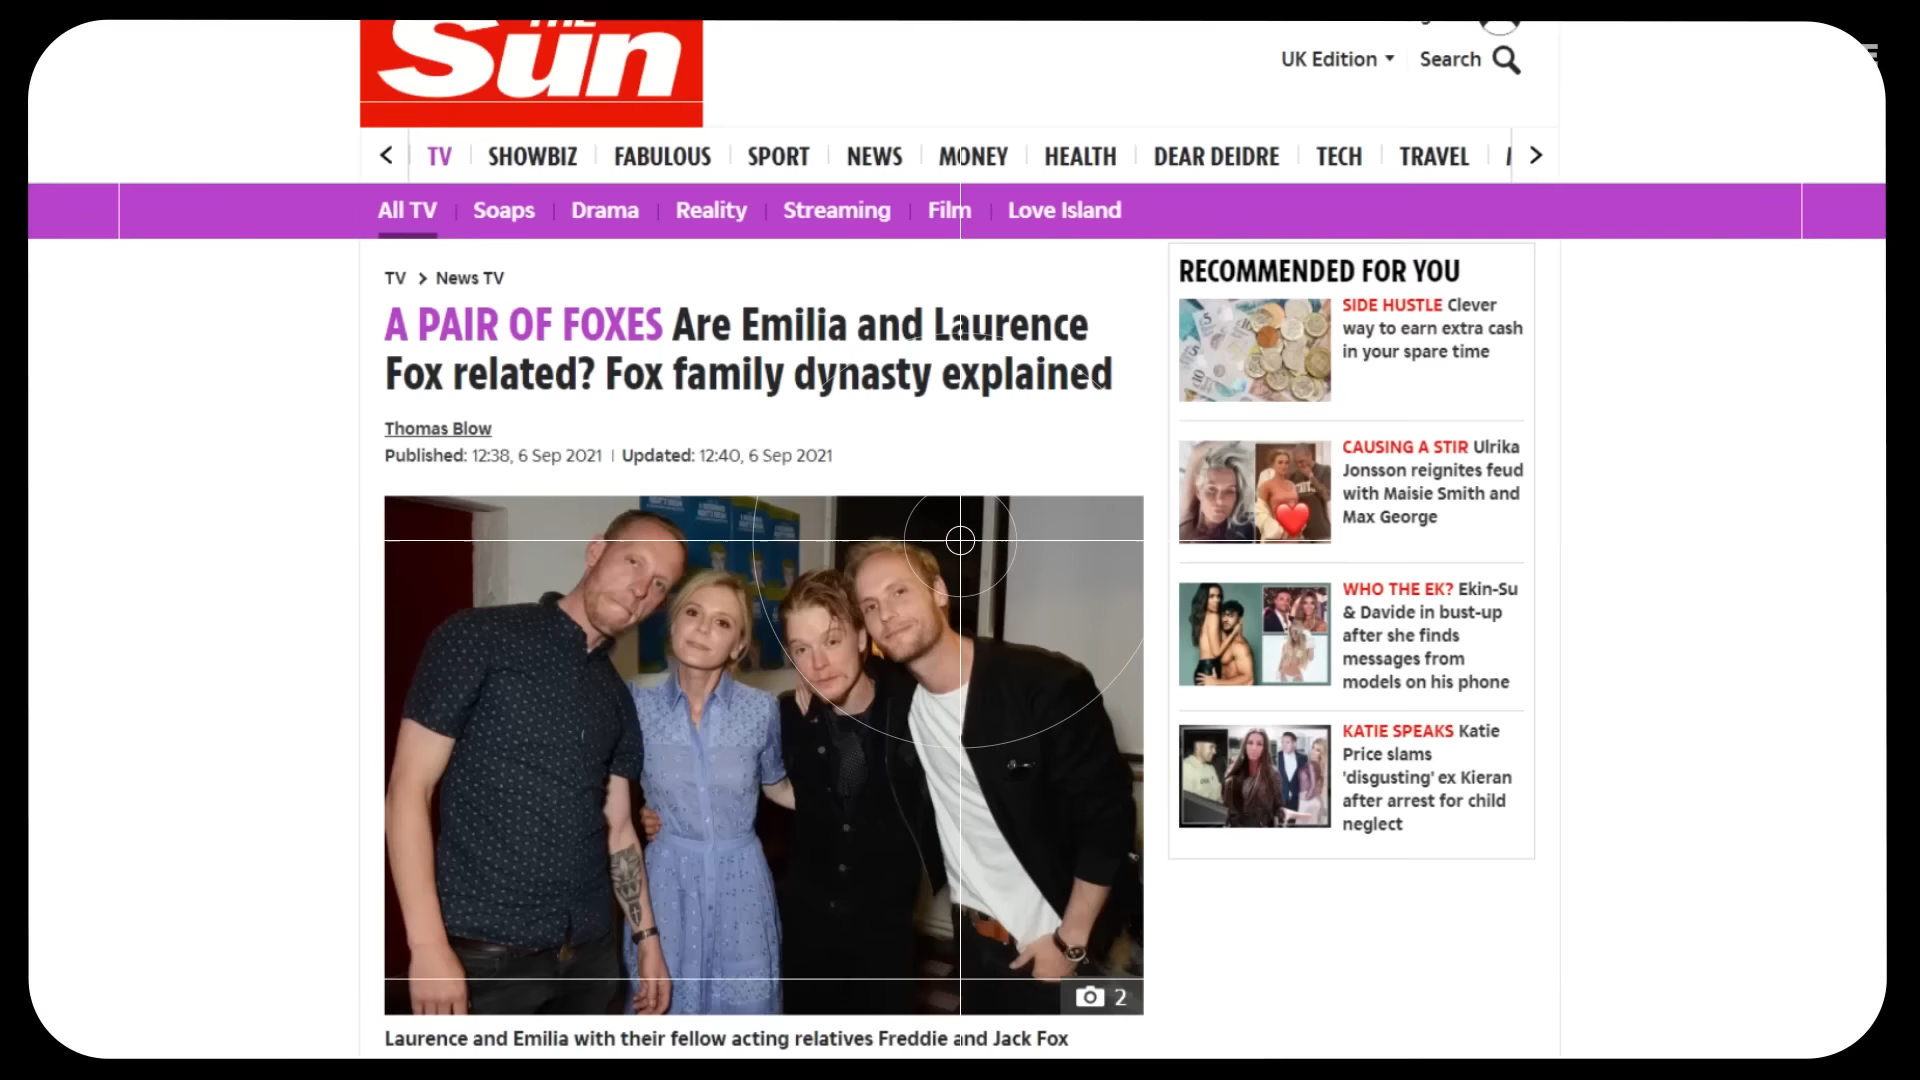 THE
Sun
UK Edition
Search
TV
SHOWBIZ
FABULOUS
SPORT
NEWS
MONEY
HEALTH
DEAR DEIDRE
TECH
TRAVEL
All TV
Soaps
Drama
Reality
Streaming
Film
Love Island
TV > News TV
A PAIR OF FOXES Are Emilia and Laurence
Fox related? Fox family dynasty explained
Thomas Blow
Published: 12:38, 6 Sep 2021 | Updated: 12:40, 6 Sep 2021
2
Laurence and Emilia with their fellow acting relatives Freddie and Jack Fox
RECOMMENDED FOR YOU
SIDE HUSTLE Clever
way to earn extra cash
in your spare time
CAUSING A STIR Ulrika
Jonsson reignites feud
with Maisie Smith and
Max George
WHO THE EK? Ekin-Su
& Davide in bust-up
after she finds
messages from
models on his phone
KATIE SPEAKS Katie
Price slams
'disgusting' ex Kieran
after arrest for child
neglect